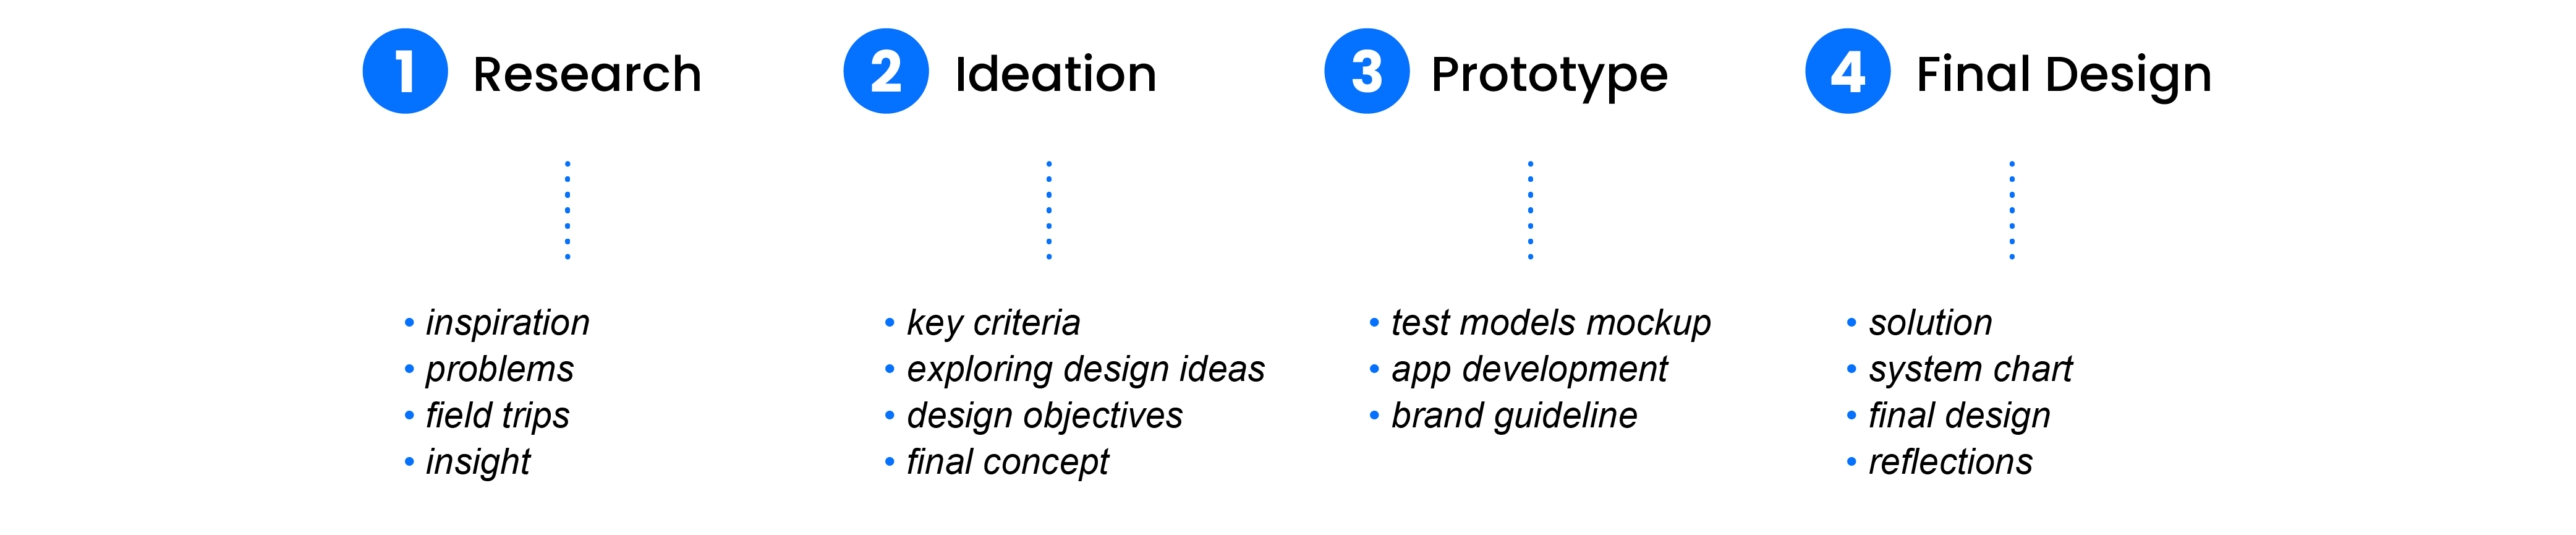 1 Research
• inspiration
• problems
• field trips
• insight
2 Ideation
• key criteria
• exploring design ideas
• design objectives
• final concept
3 Prototype
• test models mockup
• app development
• brand guideline
4 Final Design
• solution
• system chart
• final design
• reflections